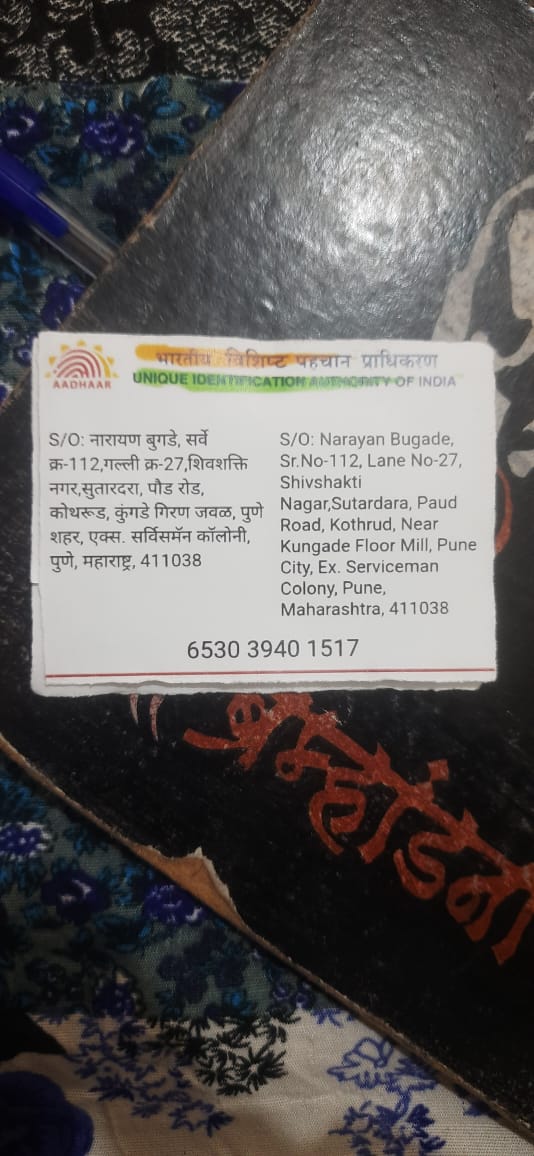 AADHAAR
भारतीय विशिष्ट पहचान प्राधिकरण
UNIQUE IDENTIFICATION AUTHORITY OF INDIA
S/O: नारायण बुगडे, सर्वे
क्र-112,गल्ली क्र-27,शिवशक्ति
नगर,सुतारदरा, पौड रोड,
कोथरूड, कुंगडे गिरण जवळ, पुणे
शहर, एक्स. सर्विसमॅन कॉलोनी,
पुणे, महाराष्ट्र, 411038
S/O: Narayan Bugade,
Sr.No-112, Lane No-27,
Shivshakti
Nagar,Sutardara, Paud
Road, Kothrud, Near
Kungade Floor Mill, Pune
City, Ex. Serviceman
Colony, Pune,
Maharashtra, 411038
6530 3940 1517